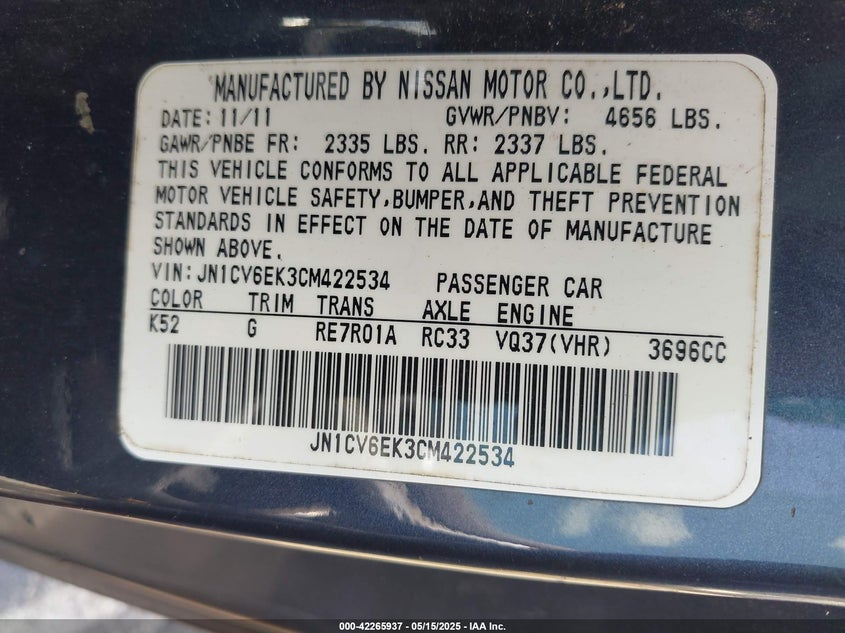 MANUFACTURED BY NISSAN MOTOR CO.,LTD.
DATE: 11/11 GVWR/PNBV: 4656 LBS.
GAWR/PNBE FR: 2335 LBS. RR: 2337 LBS.
THIS VEHICLE CONFORMS TO ALL APPLICABLE FEDERAL
MOTOR VEHICLE SAFETY,BUMPER,AND THEFT PREVENTION
STANDARDS IN EFFECT ON THE DATE OF MANUFACTURE
SHOWN ABOVE.
VIN:JN1CV6EK3CM422534 PASSENGER CAR
COLOR TRIM TRANS AXLE ENGINE
K52 G RE7R01A RC33 VQ37(VHR) 3696CC
JN1CV6EK3CM422534
000-42265937 - 05/15/2025 - IAA Inc.